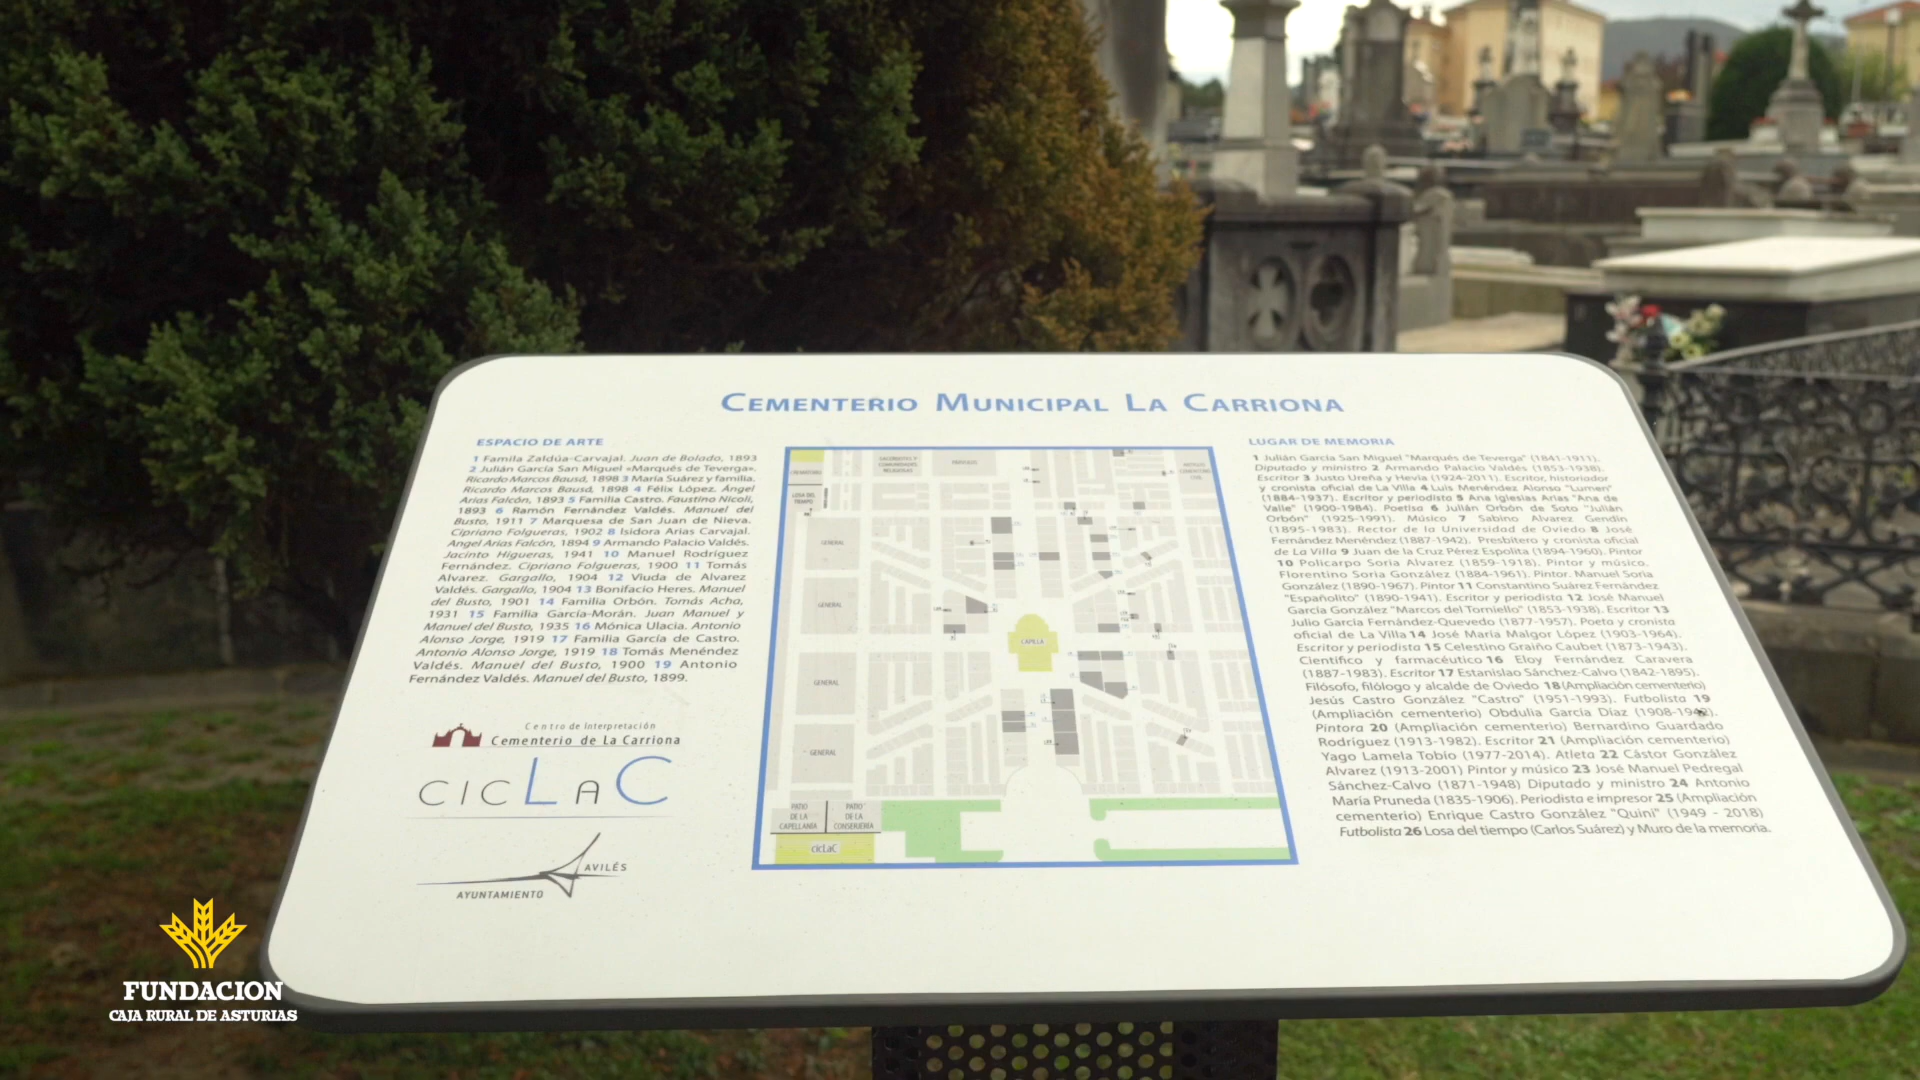 CEMENTERIO MUNICIPAL LA CARRIONA
ESPACIO DE ARTE
1 Famila Zaldúa-Carvajal. Juan de Bolado, 1893
2 Julián García San Miguel «Marqués de Teverga».
Ricardo Marcos Bausá, 1898 3 María Suárez y familia.
Ricardo Marcos Bausá, 1898 4 Félix López. Ángel
Arias Falcón, 1893 5 Familia Castro. Faustino Nicoli,
1893 6 Ramón Fernández Valdés. Manuel del
Busto, 1911 7 Marquesa de San Juan de Nieva.
Cipriano Folgueras, 1902 8 Isidora Arias Carvajal.
Angel Arias Falcón, 1894 9 Armando Palacio Valdés.
Jacinto Higueras, 1941 10 Manuel Rodríguez
Fernández. Cipriano Folgueras, 1900 11 Tomás
Alvarez. Gargallo, 1904 12 Viuda de Alvarez
Valdés. Gargallo, 1904 13 Bonifacio Heres. Manuel
del Busto, 1901 14 Familia Orbón. Tomás Acha,
1931 15 Familia García-Morán. Juan Manuel y
Manuel del Busto, 1935 16 Mónica Ulacia. Antonio
Alonso Jorge, 1919 17 Familia García de Castro.
Antonio Alonso Jorge, 1919 18 Tomás Menéndez
Valdés. Manuel del Busto, 1900 19 Antonio
Fernández Valdés. Manuel del Busto, 1899.
Centro de Interpretación
Cementerio de La Carriona
CICLAC
AVILÉS
AYUNTAMIENTO
SACERDOTES Y
COMUNIDADES
RELIGIOSAS
PÁRVULOS
ANTIGUO
CEMENTERIO
CIVIL
CREMATORIO
LOSA DEL
TIEMPO
GENERAL
GENERAL
CAPILLA
GENERAL
GENERAL
PATIO
DE LA
CAPELLANÍA
PATIO
DE LA
CONSERJERÍA
cicLaC
LUGAR DE MEMORIA
1 Julián García San Miguel "Marqués de Teverga" (1841-1911).
Diputado y ministro 2 Armando Palacio Valdés (1853-1938).
Escritor 3 Justo Ureña y Hevia (1924-2011). Escritor, historiador
y cronista oficial de La Villa 4 Luis Menéndez Alonso "Lumen"
(1884-1937). Escritor y periodista 5 Ana Iglesias Arias "Ana de
Valle" (1900-1984). Poetisa 6 Julián Orbón de Soto "Julián
Orbón" (1925-1991). Músico 7 Sabino Alvarez Gendín
(1895-1983). Rector de la Universidad de Oviedo 8 José
Fernández Menéndez (1887-1942). Presbítero y cronista oficial
de La Villa 9 Juan de la Cruz Pérez Espolita (1894-1960). Pintor
10 Policarpo Soria Alvarez (1859-1918). Pintor y músico.
Florentino Soria González (1884-1961). Pintor. Manuel Soria
González (1890-1967). Pintor 11 Constantino Suárez Fernández
"Españolito" (1890-1941). Escritor y periodista 12 José Manuel
García González "Marcos del Torniello" (1853-1938). Escritor 13
Julio García Fernández-Quevedo (1877-1957). Poeta y cronista
oficial de La Villa 14 José María Malgor López (1903-1964).
Escritor y periodista 15 Celestino Graiño Caubet (1873-1943).
Científico y farmacéutico 16 Eloy Fernández Caravera
(1887-1983). Escritor 17 Estanislao Sánchez-Calvo (1842-1895).
Filósofo, filólogo y alcalde de Oviedo 18 (Ampliación cementerio)
Jesús Castro González "Castro" (1951-1993). Futbolista 19
(Ampliación cementerio) Obdulia García Díaz (1908-1942).
Pintora 20 (Ampliación cementerio) Bernardino Guardado
Rodríguez (1913-1982). Escritor 21 (Ampliación cementerio)
Yago Lamela Tobío (1977-2014). Atleta 22 Cástor González
Alvarez (1913-2001) Pintor y músico 23 José Manuel Pedregal
Sánchez-Calvo (1871-1948) Diputado y ministro 24 Antonio
María Pruneda (1835-1906). Periodista e impresor 25 (Ampliación
cementerio) Enrique Castro González "Quini" (1949 - 2018)
Futbolista 26 Losa del tiempo (Carlos Suárez) y Muro de la memoria.
FUNDACION
CAJA RURAL DE ASTURIAS